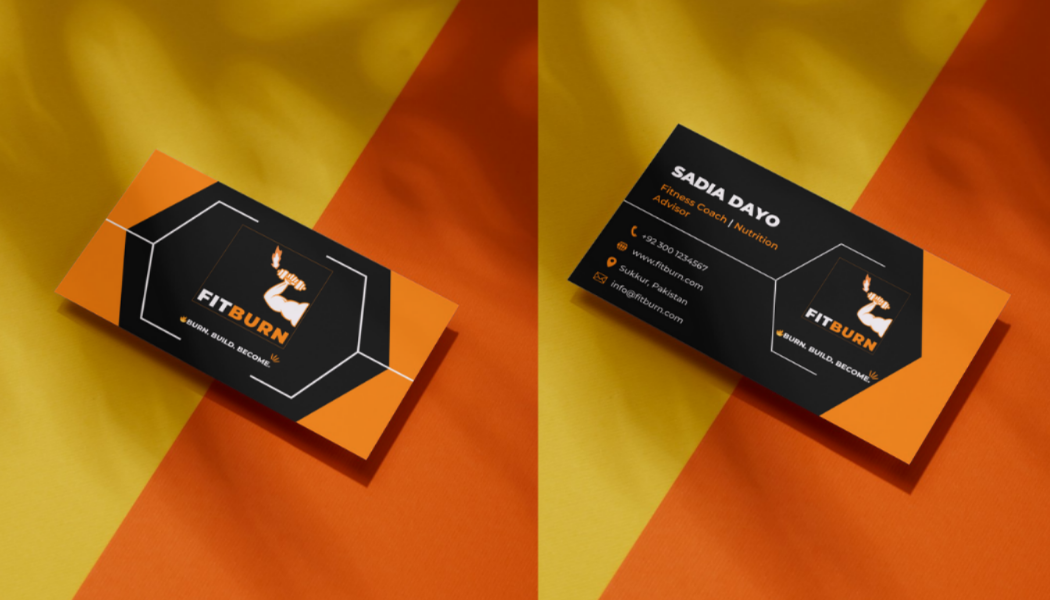 FITBURN
BURN. BUILD. BECOME.
SADIA DAYO
Fitness Coach | Nutrition
Advisor
+92 300 1234567
www.fitburn.com
Sukkur, Pakistan
info@fitburn.com
FITBURN
BURN. BUILD. BECOME.